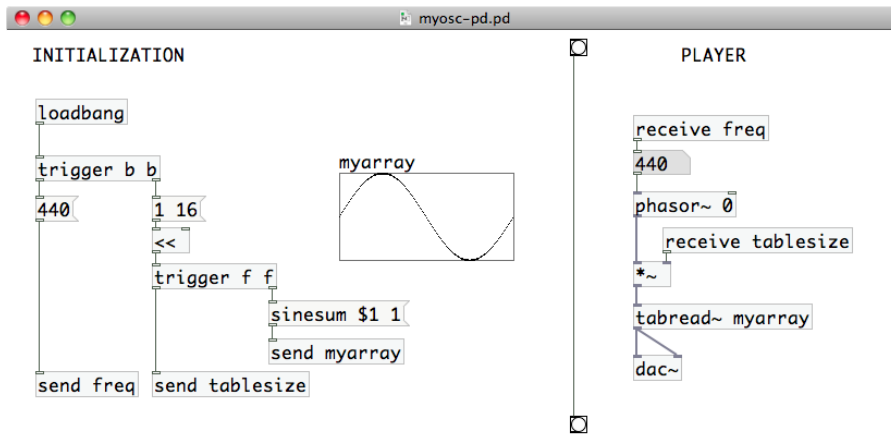 myosc-pd.pd
INITIALIZATION
loadbang
trigger b b
440
1 16
<<
trigger f f
sinesum $1 1
send myarray
send freq
send tablesize
myarray
PLAYER
receive freq
440
phasor~ 0
receive tablesize
*~
tabread~ myarray
dac~